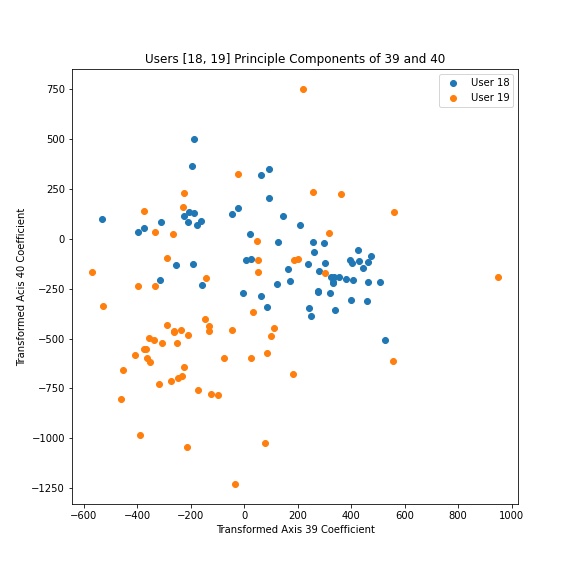 Users [18, 19] Principle Components of 39 and 40
User 18
User 19
750
500
250
0
−250
−500
−750
−1000
−1250
Transformed Acis 40 Coefficient
−600 −400 −200 0 200 400 600 800 1000
Transformed Axis 39 Coefficient